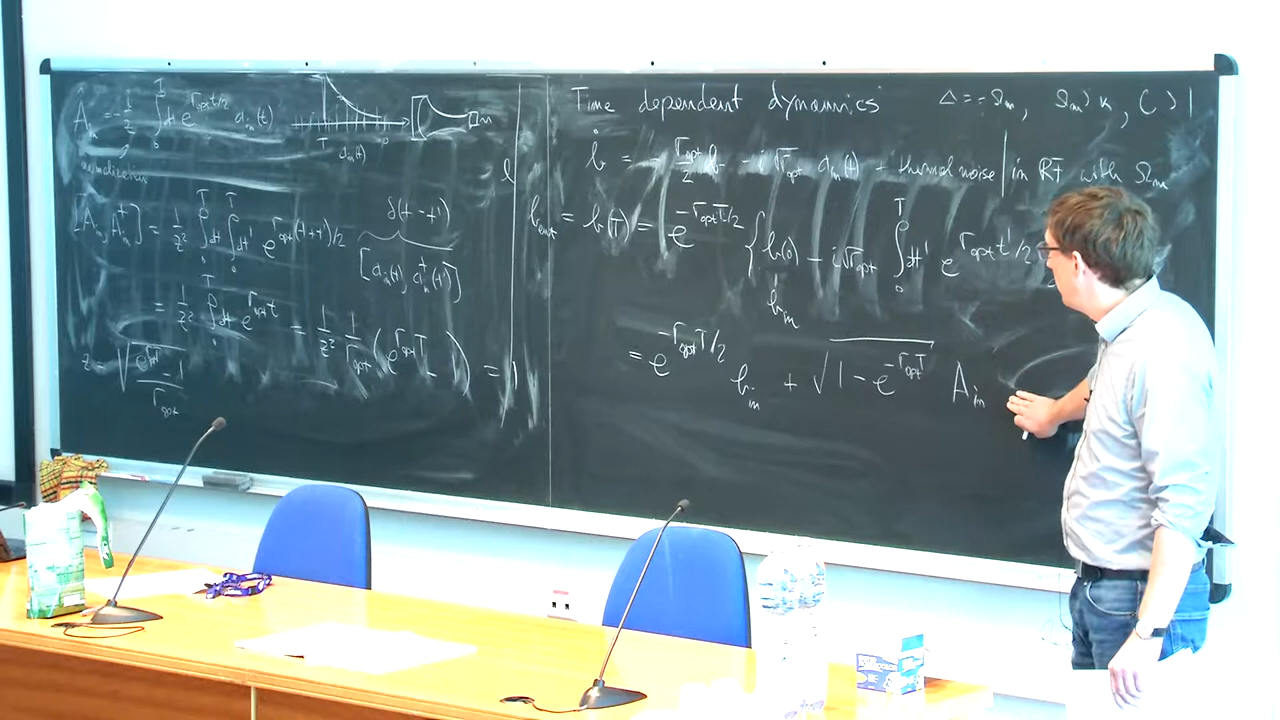 A_in = -1/z ∫_0^T dt e^{Γ_opt t/2} a_in(t)
T 0
a_in(t)
normalization
[A_in, A_in^†] = 1/z² ∫_0^T dt ∫_0^T dt' e^{Γ_opt(t+t')/2} [a_in(t), a_in^†(t')]
δ(t-t')
= 1/z² ∫_0^T dt e^{Γ_opt t} = 1/z² 1/Γ_opt (e^{Γ_opt T} - ) = 1
z = √((e^{Γ_opt T} - 1)/Γ_opt)
Time dependent dynamics Δ = -Ω_m, Ω_m > κ, C > 1
ḃ = - Γ_opt/2 b - i√Γ_opt a_in(t) + thermal noise | in RF with Ω_m
b_out = b(T) = e^{-Γ_opt T/2} { b(0) - i√Γ_opt ∫_0^T dt' e^{Γ_opt t'/2}
b_in
= e^{-Γ_opt T/2} b_in + √(1 - e^{-Γ_opt T}) A_in